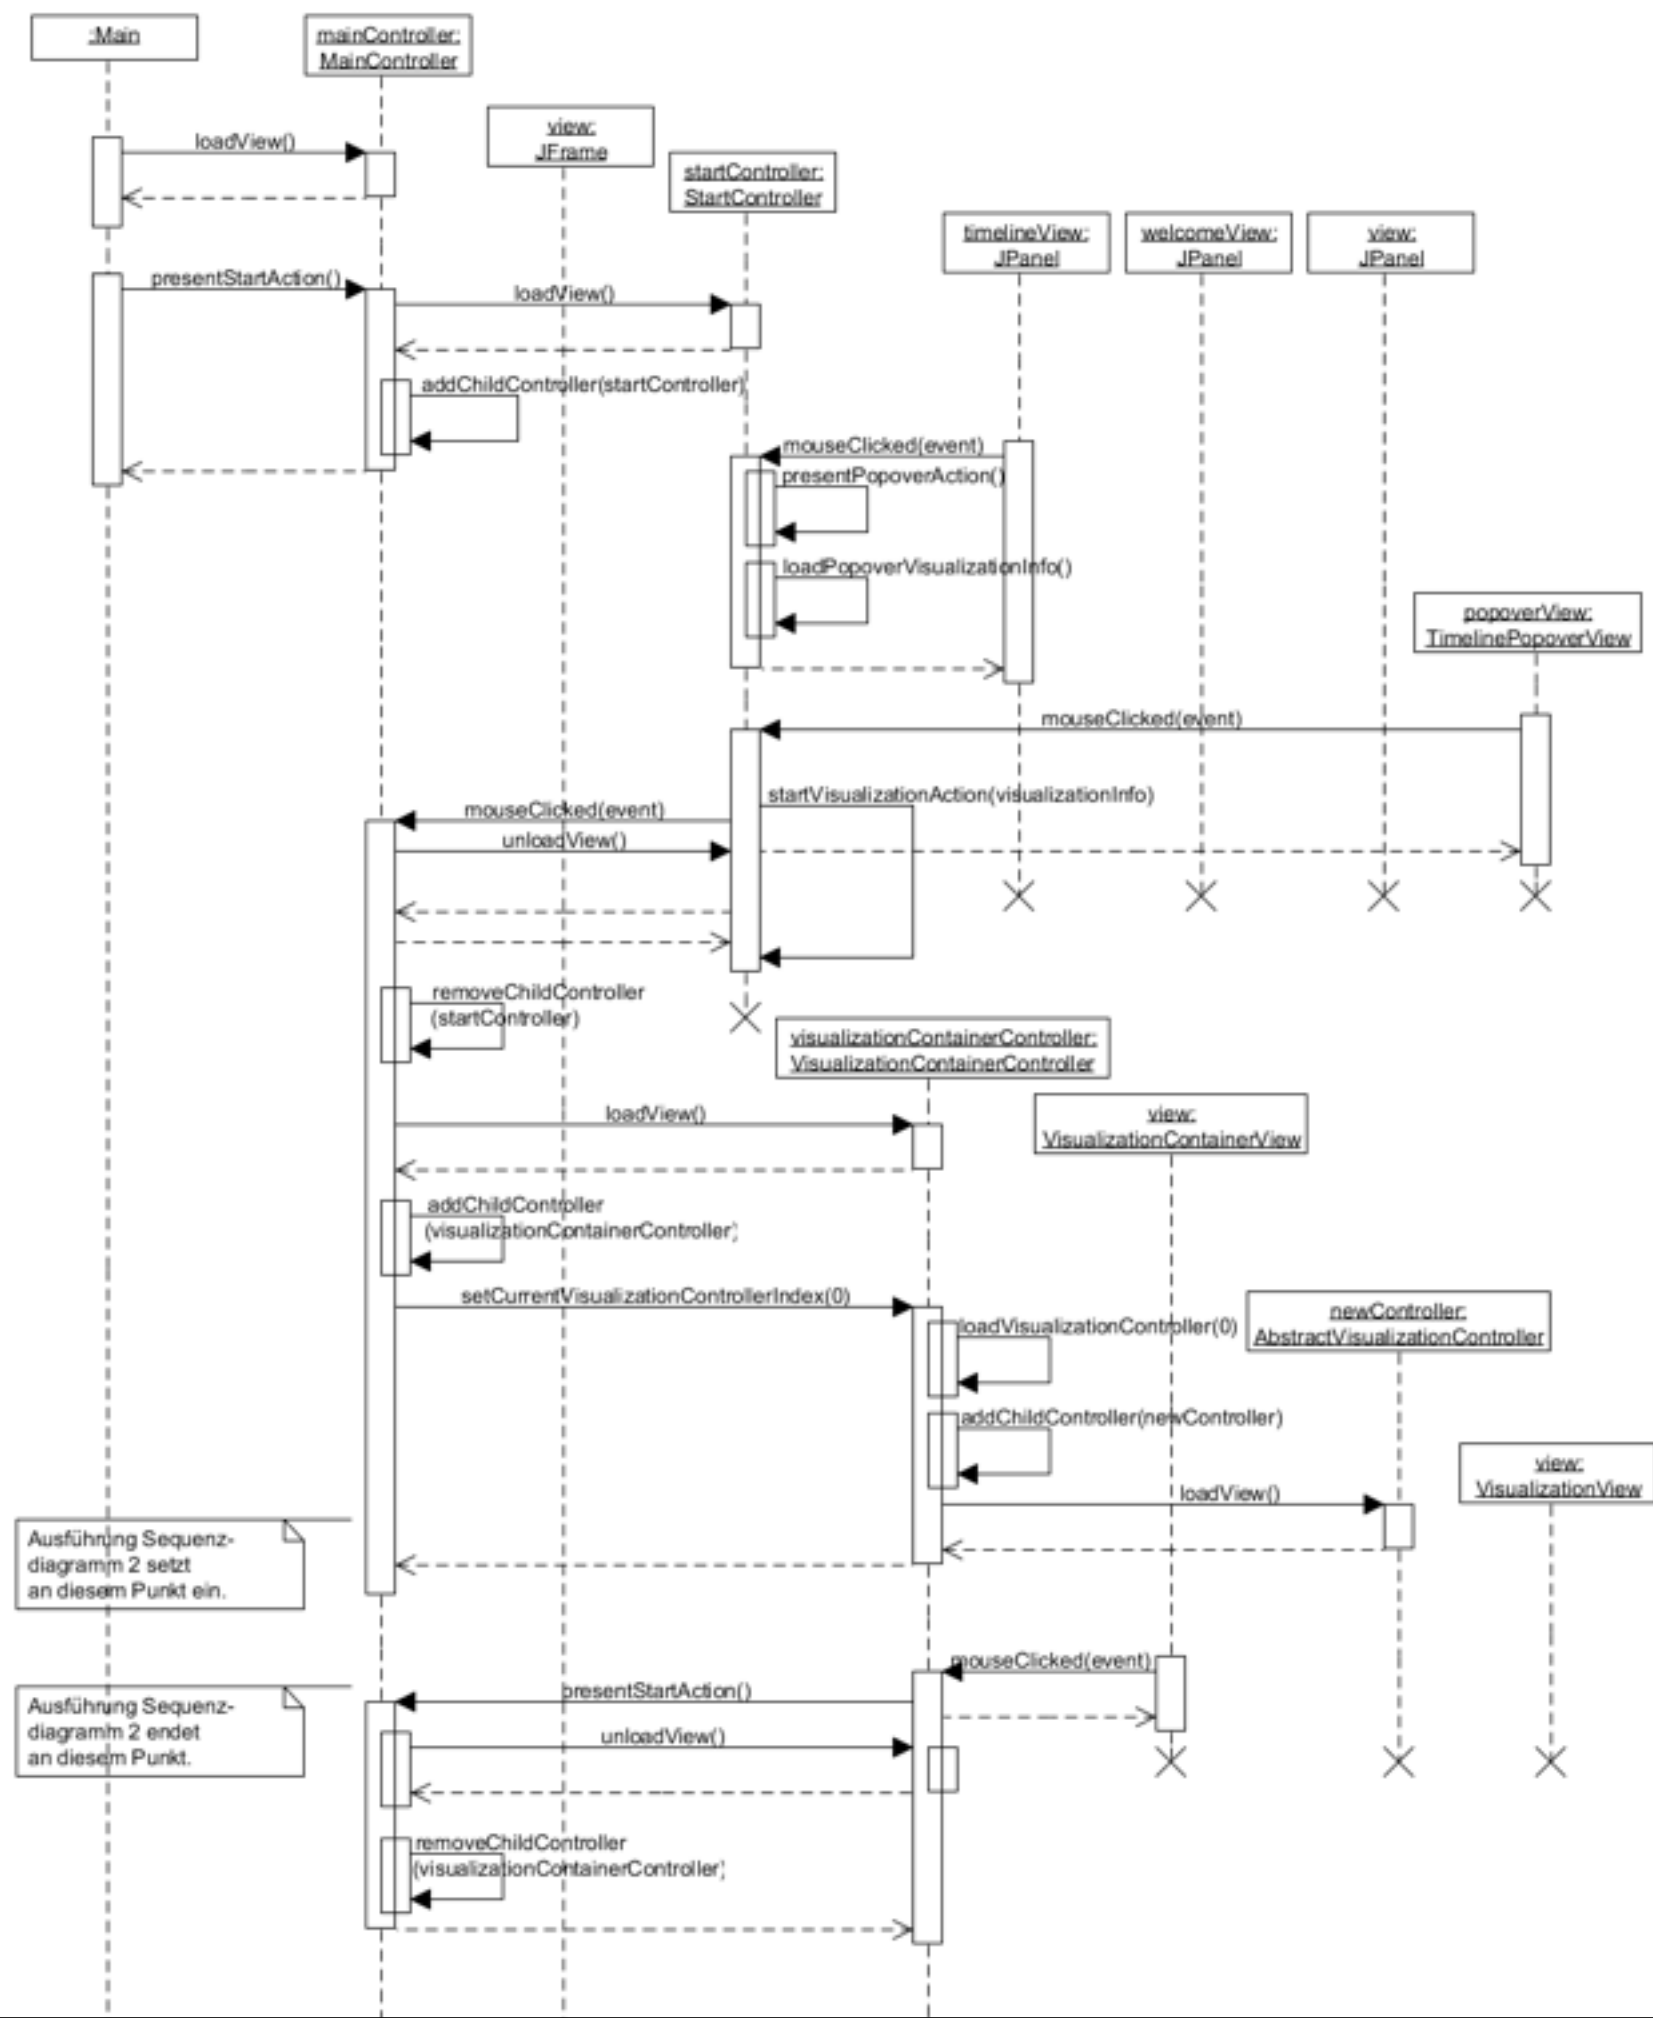 :Main
mainController:
MainController
view:
JFrame
loadView()
startController:
StartController
timelineView:
JPanel
welcomeView:
JPanel
view:
JPanel
presentStartAction()
loadView()
addChildController(startController)
mouseClicked(event)
presentPopoverAction()
loadPopoverVisualizationInfo()
popoverView:
TimelinePopoverView
mouseClicked(event)
startVisualizationAction(visualizationInfo)
mouseClicked(event)
unloadView()
removeChildController
(startController)
visualizationContainerController:
VisualizationContainerController
loadView()
view:
VisualizationContainerView
addChildController
(visualizationContainerController)
setCurrentVisualizationControllerIndex(0)
newController:
AbstractVisualizationController
loadVisualizationController(0)
addChildController(newController)
view:
VisualizationView
loadView()
Ausführung Sequenz-
diagramm 2 setzt
an diesem Punkt ein.
mouseClicked(event)
presentStartAction()
Ausführung Sequenz-
diagramm 2 endet
an diesem Punkt.
unloadView()
removeChildController
(visualizationContainerController)